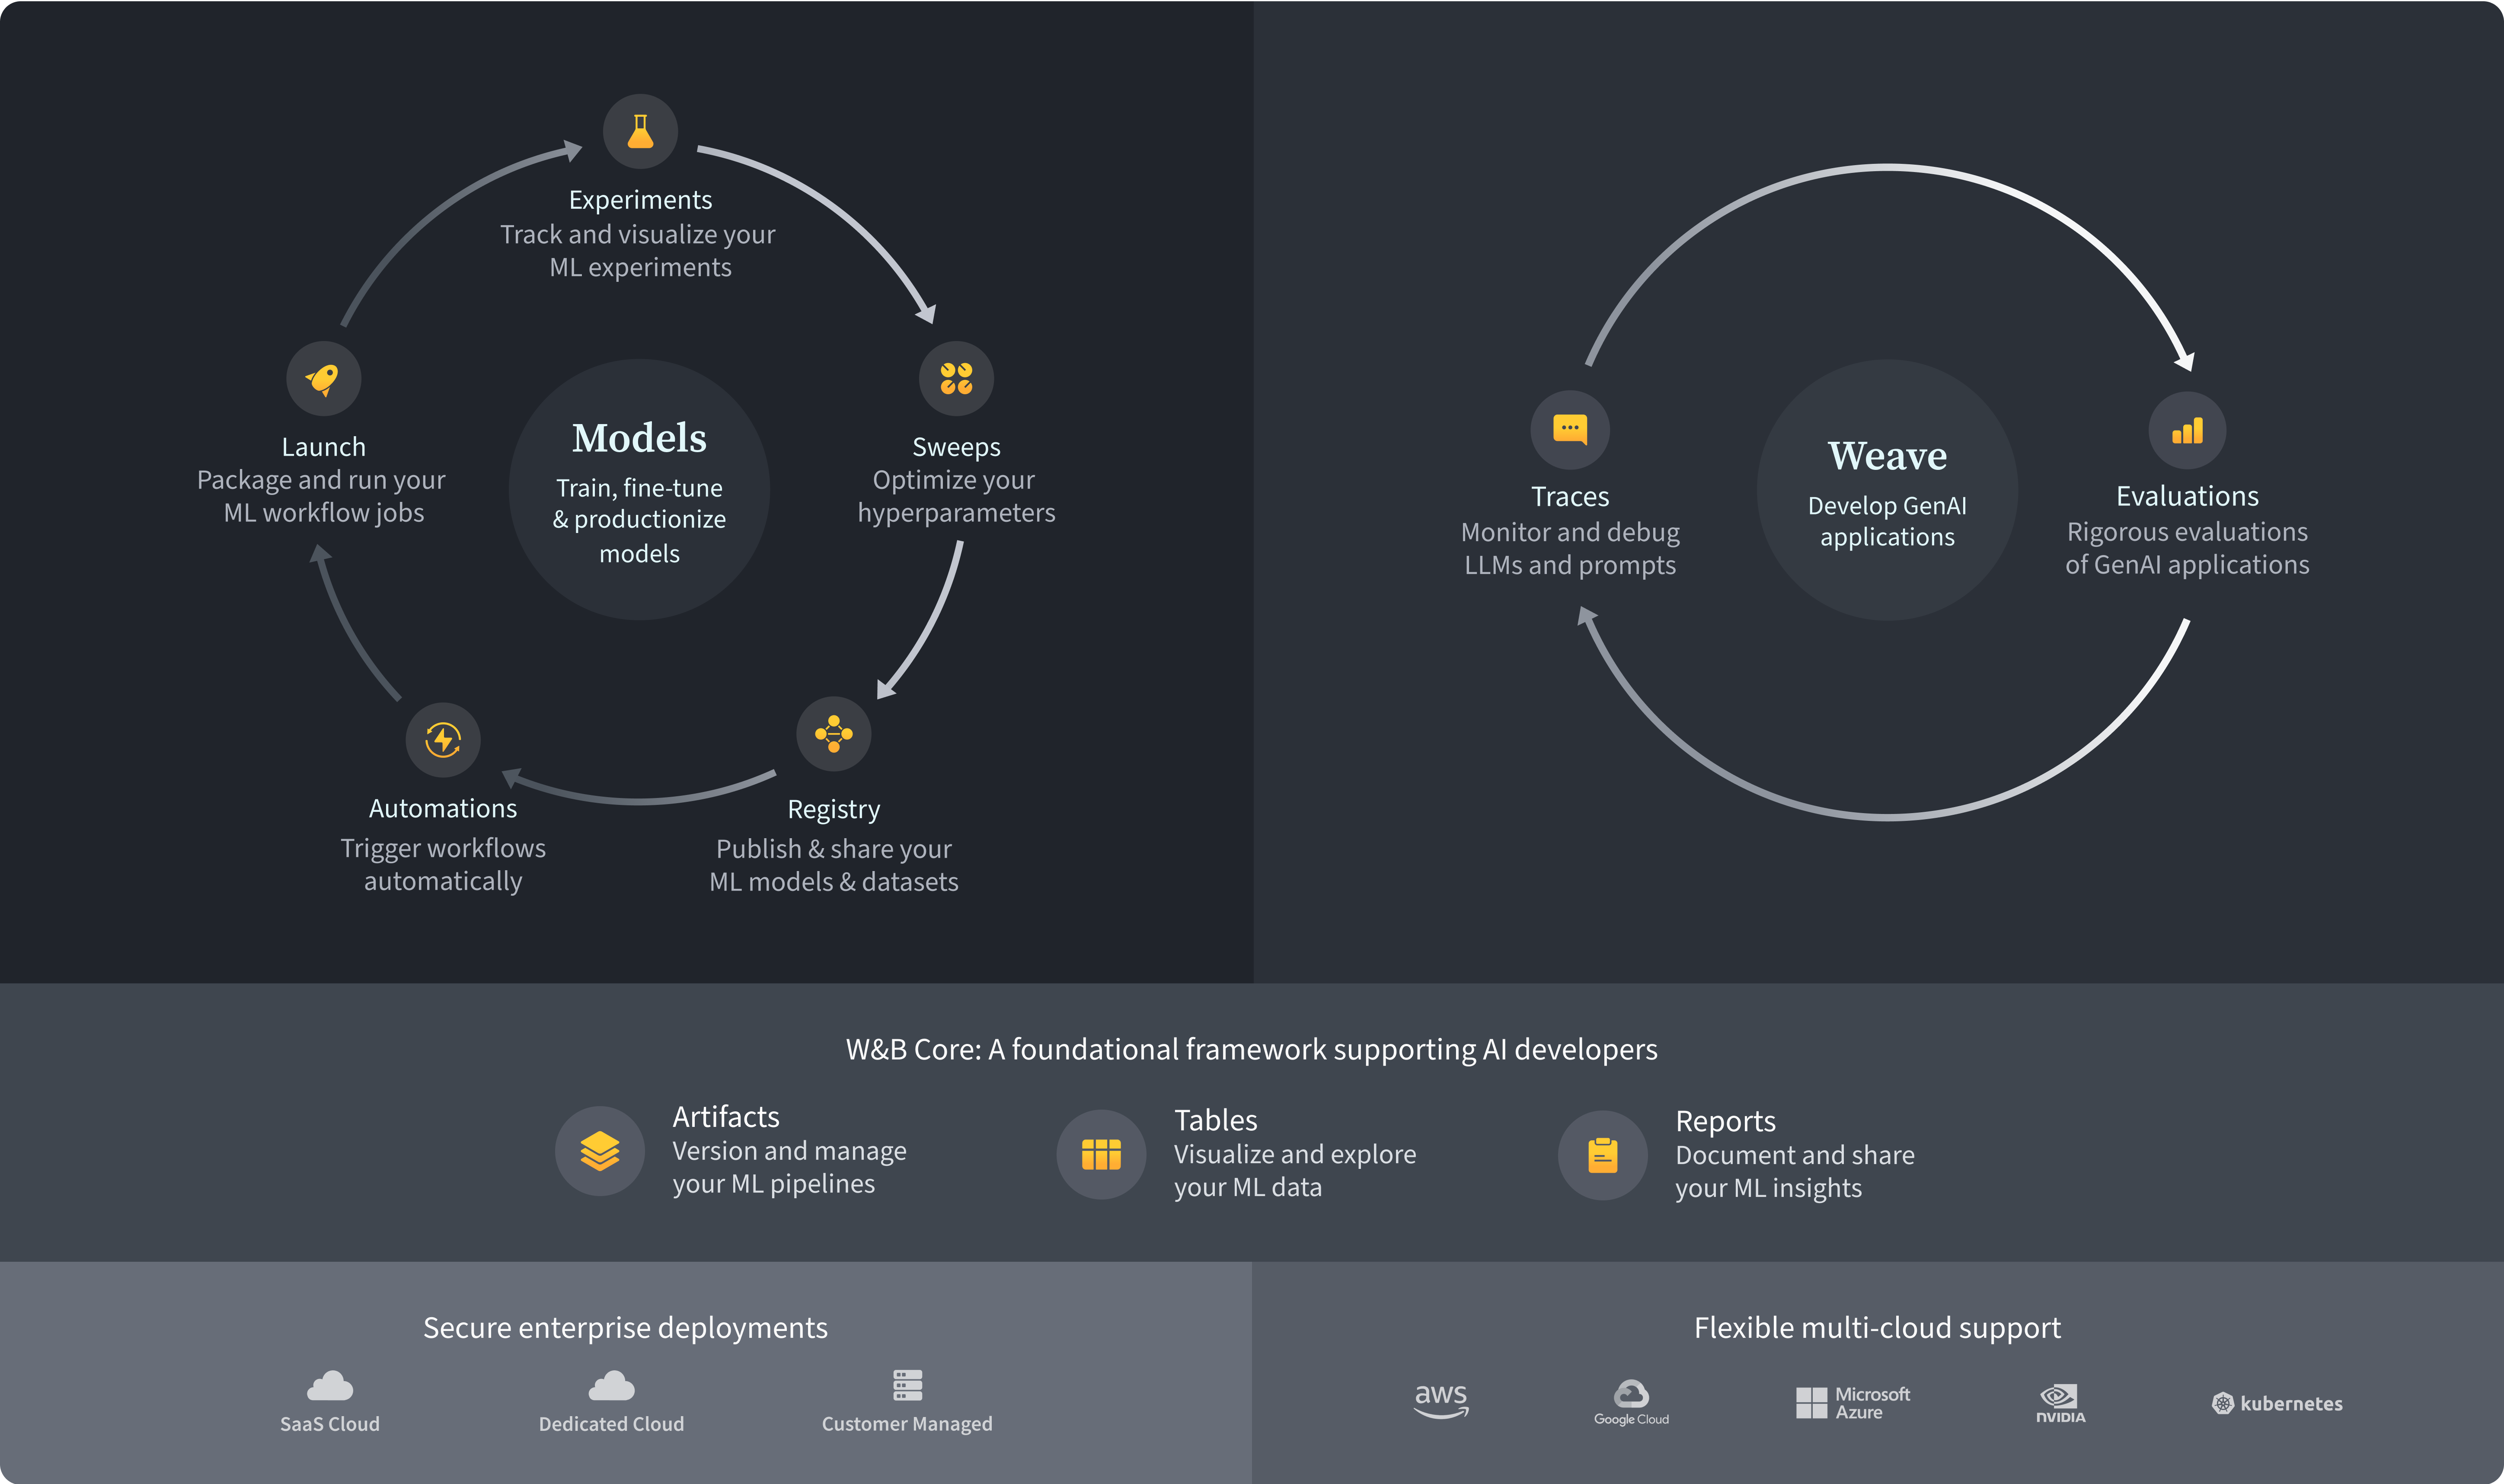 Experiments
Track and visualize your
ML experiments
Launch
Package and run your
ML workflow jobs
Models
Train, fine-tune
& productionize
models
Sweeps
Optimize your
hyperparameters
Automations
Trigger workflows
automatically
Registry
Publish & share your
ML models & datasets
Traces
Monitor and debug
LLMs and prompts
Weave
Develop GenAI
applications
Evaluations
Rigorous evaluations
of GenAI applications
W&B Core: A foundational framework supporting AI developers
Artifacts
Version and manage
your ML pipelines
Tables
Visualize and explore
your ML data
Reports
Document and share
your ML insights
Secure enterprise deployments
SaaS Cloud
Dedicated Cloud
Customer Managed
Flexible multi-cloud support
aws
Google Cloud
Microsoft
Azure
NVIDIA
kubernetes